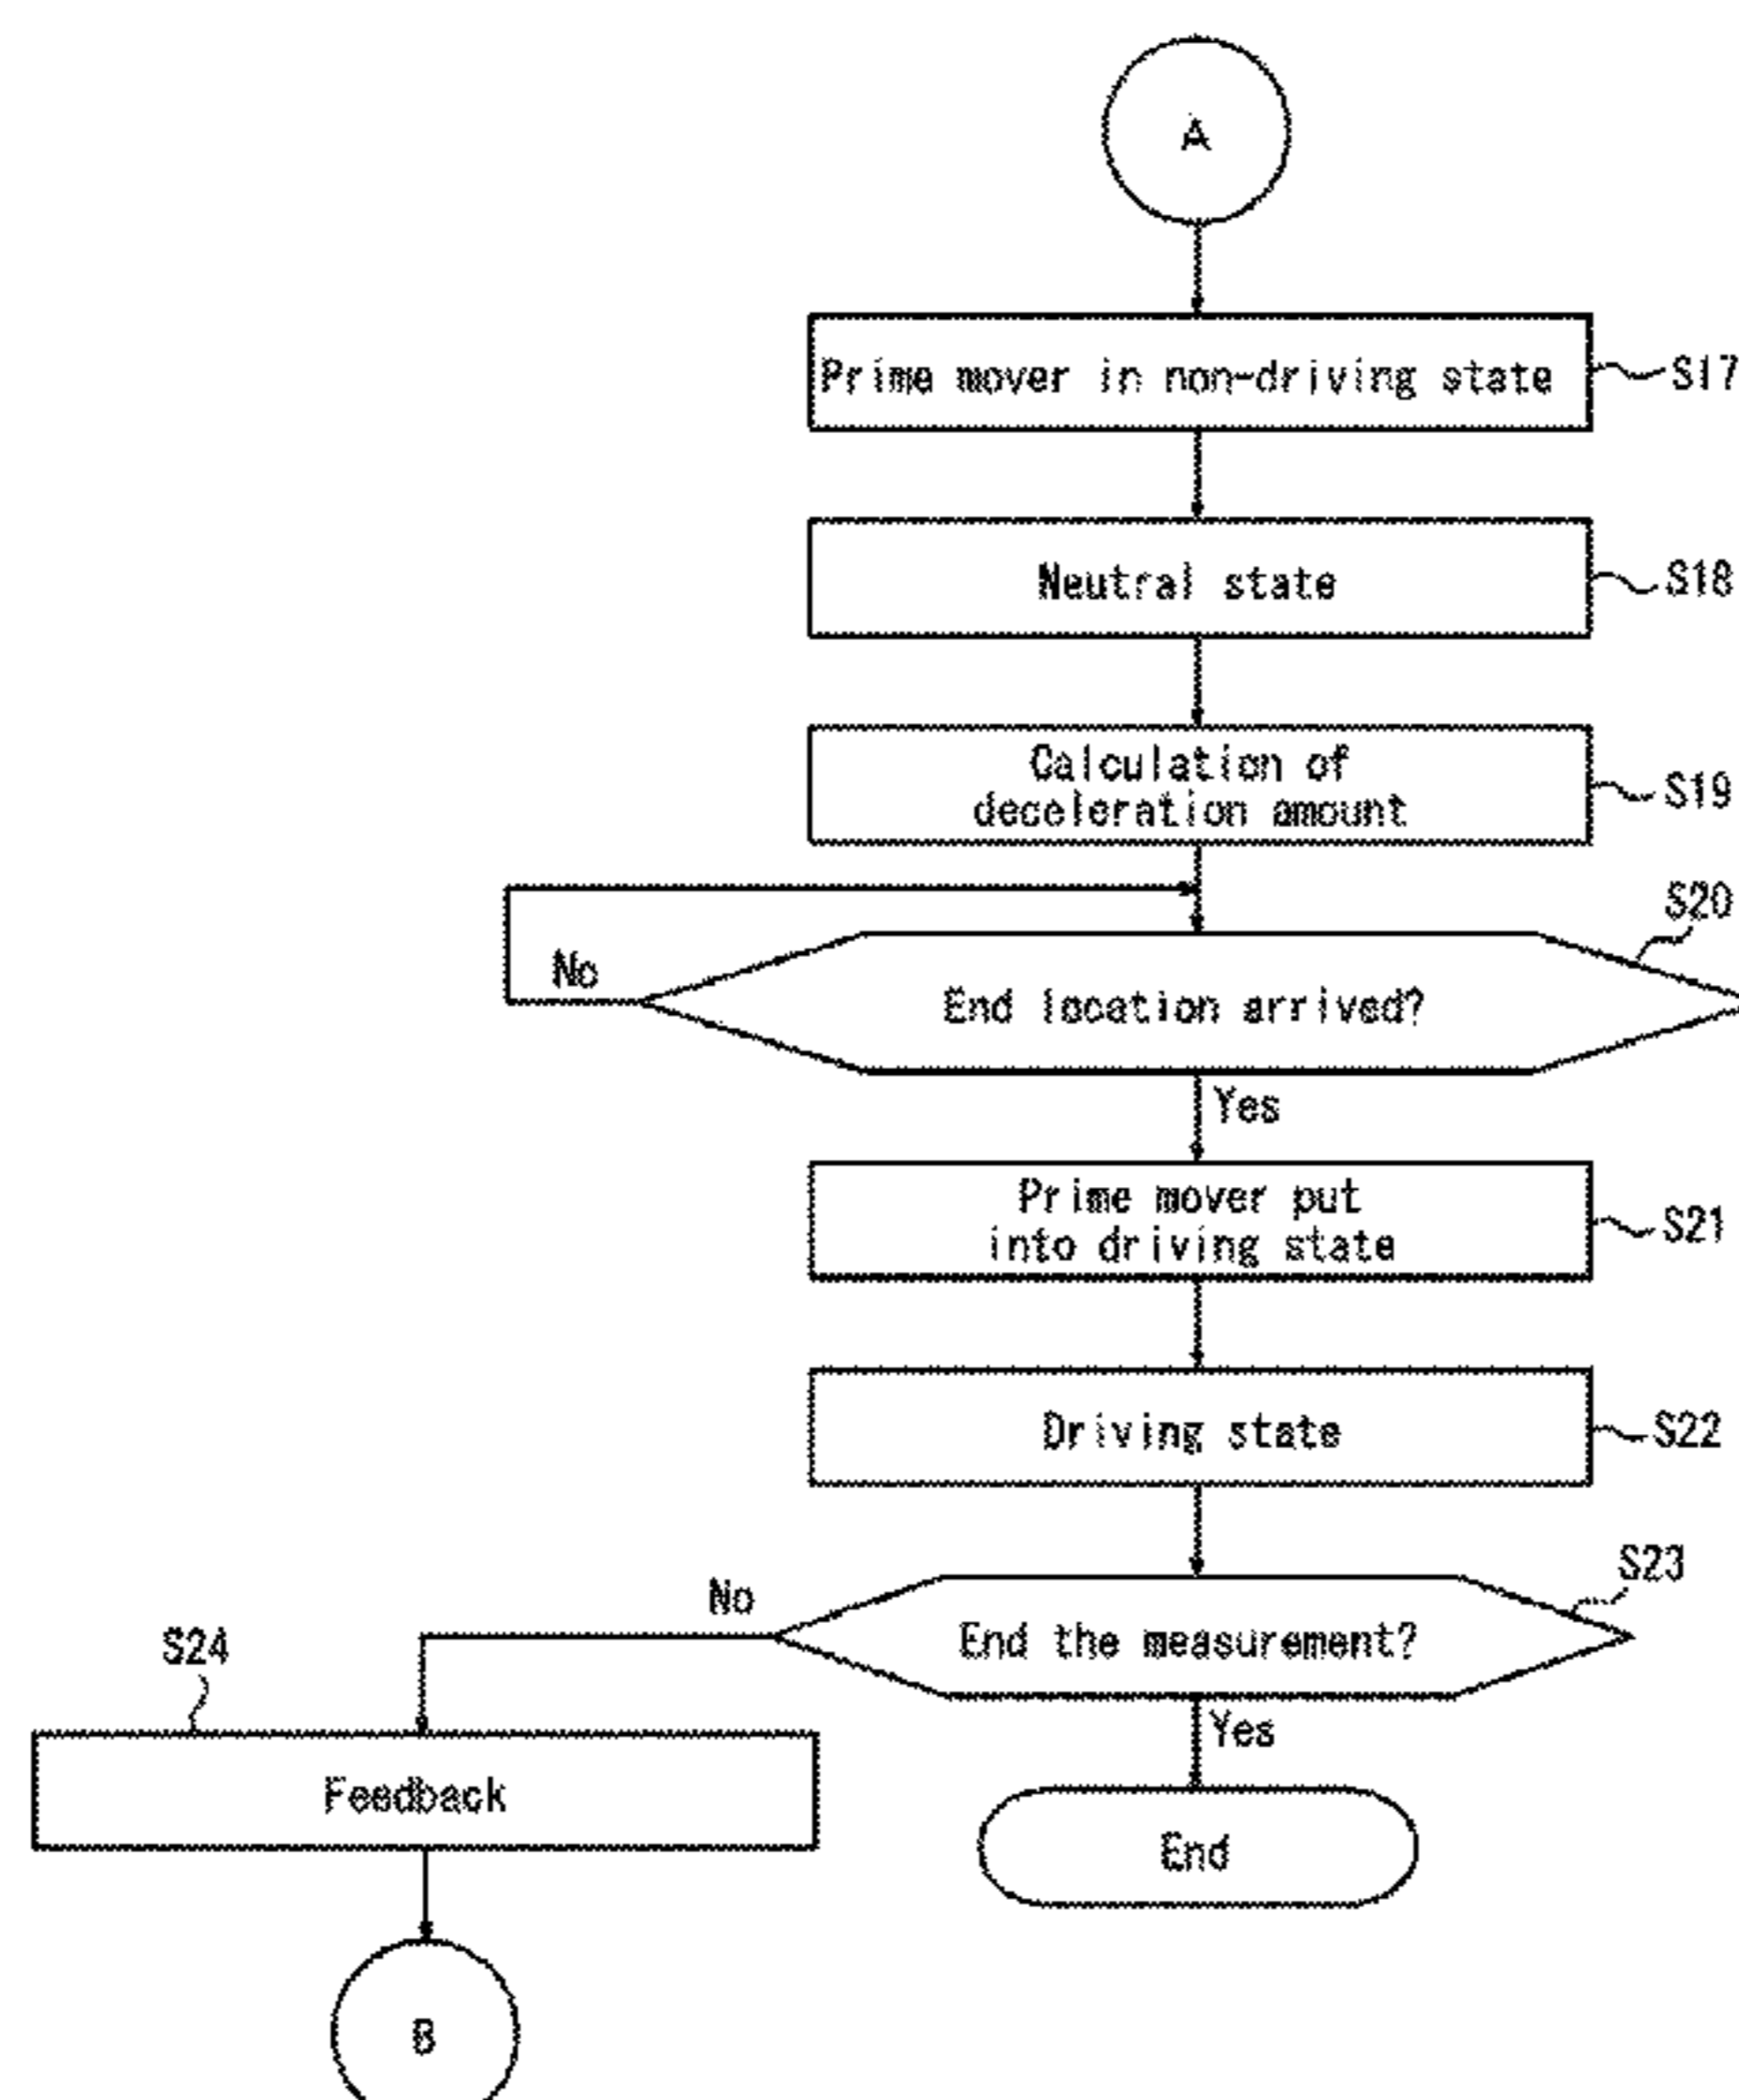 A
Prime mover in non-driving state
S17
Neutral state
S18
Calculation of
deceleration amount
S19
S20
No
End location arrived?
Yes
Prime mover put
into driving state
S21
Driving state
S22
S23
No
End the measurement?
S24
Yes
Feedback
End
B